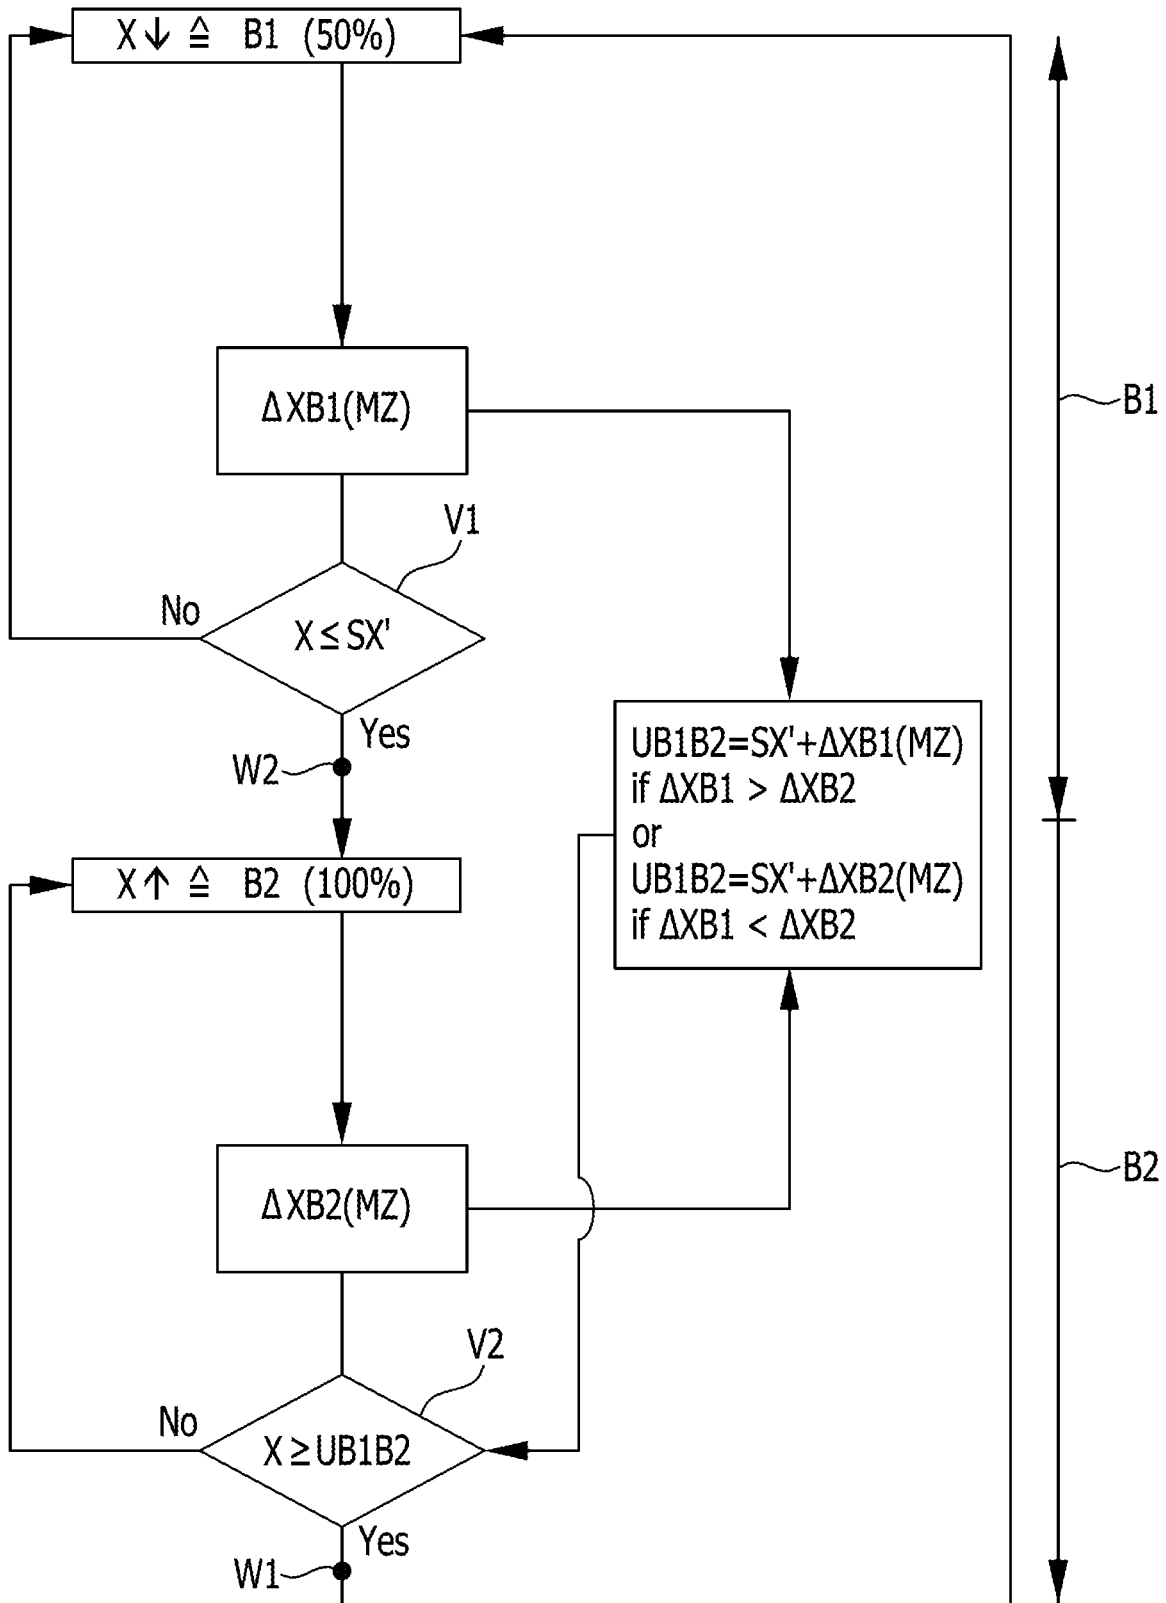 X↓ ≙ B1 (50%)
ΔXB1(MZ)
B1
V1
No
X ≤ SX'
Yes
W2
UB1B2=SX'+ΔXB1(MZ)
if ΔXB1 > ΔXB2
or
UB1B2=SX'+ΔXB2(MZ)
if ΔXB1 < ΔXB2
X↑ ≙ B2 (100%)
B2
ΔXB2(MZ)
V2
No
X ≥ UB1B2
Yes
W1